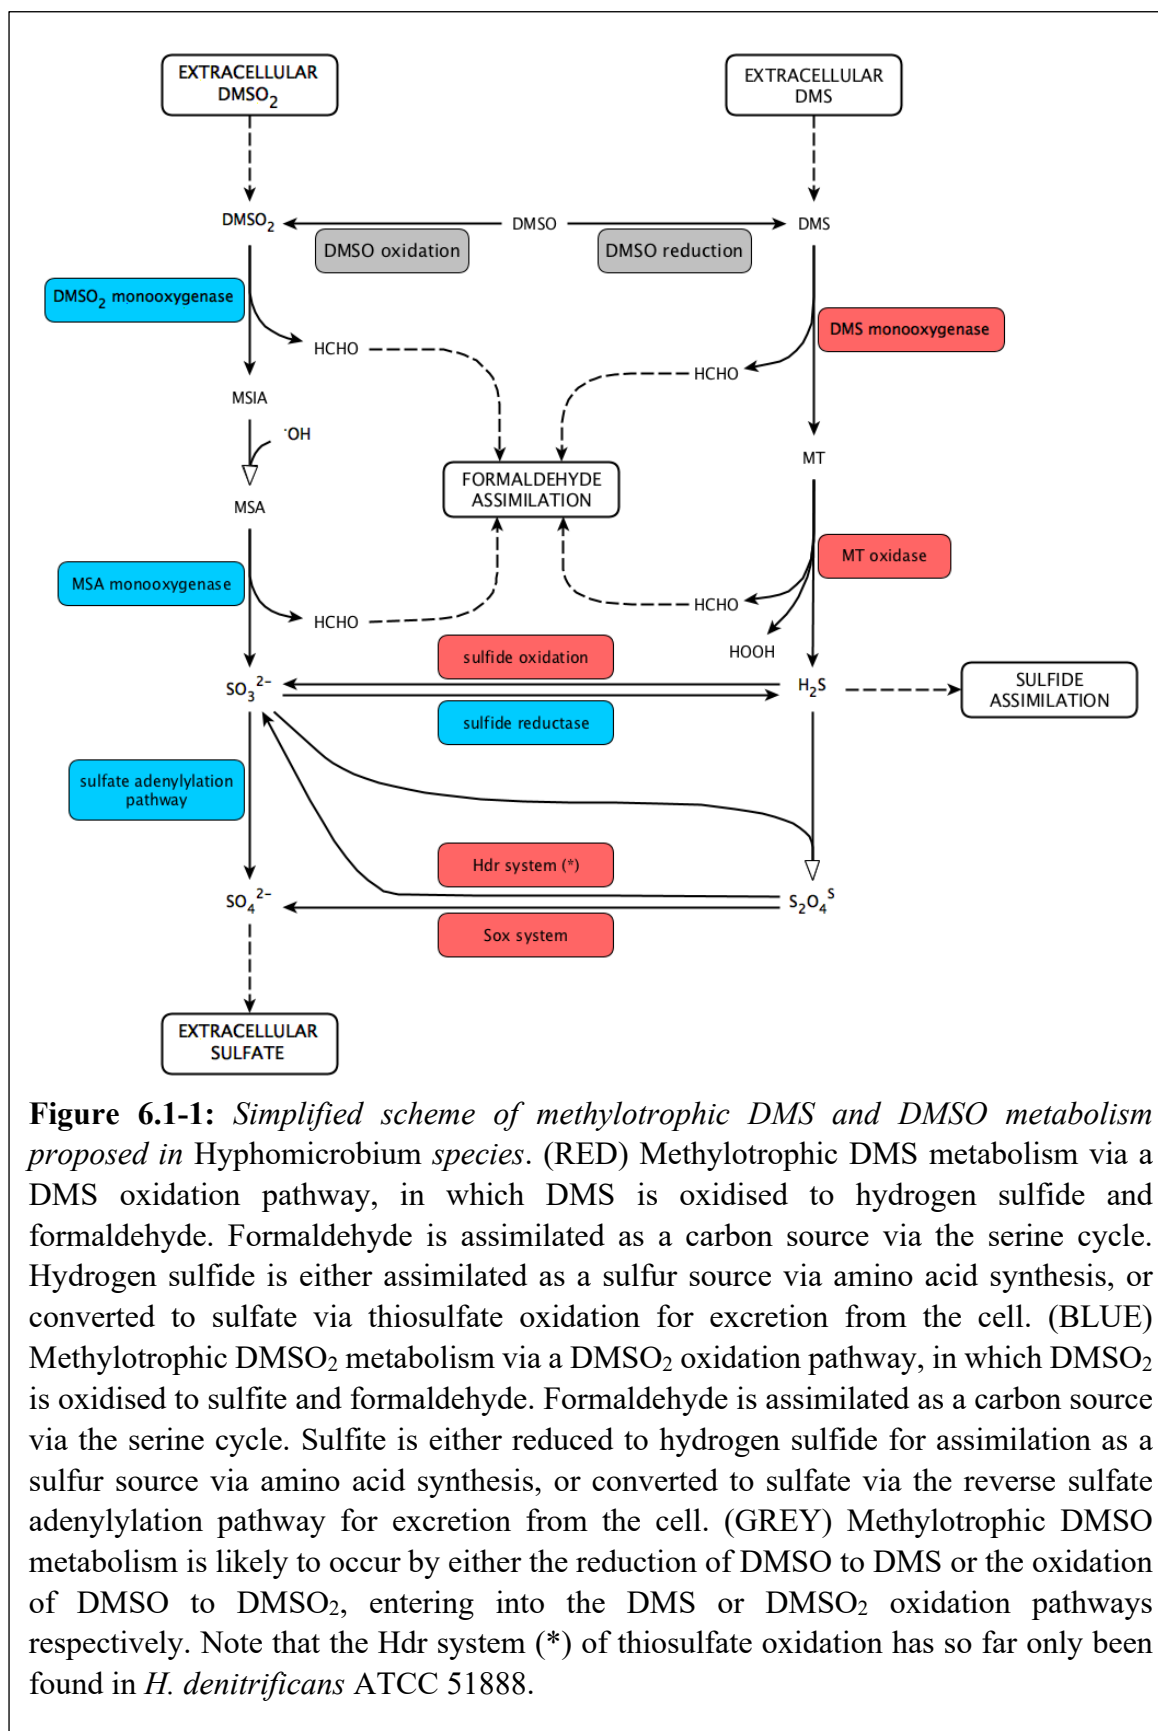 EXTRACELLULAR
DMSO₂
EXTRACELLULAR
DMS
DMSO₂
DMSO
DMS
DMSO oxidation
DMSO reduction
DMSO₂ monooxygenase
DMS monooxygenase
HCHO
HCHO
MSIA
·OH
MT
FORMALDEHYDE
ASSIMILATION
MSA
MSA monooxygenase
MT oxidase
HCHO
HCHO
HOOH
sulfide oxidation
SO₃²⁻
H₂S
SULFIDE
ASSIMILATION
sulfide reductase
sulfate adenylylation
pathway
Hdr system (*)
SO₄²⁻
S₂O₄ˢ
Sox system
EXTRACELLULAR
SULFATE
Figure 6.1-1: Simplified scheme of methylotrophic DMS and DMSO metabolism
proposed in Hyphomicrobium species. (RED) Methylotrophic DMS metabolism via a
DMS oxidation pathway, in which DMS is oxidised to hydrogen sulfide and
formaldehyde. Formaldehyde is assimilated as a carbon source via the serine cycle.
Hydrogen sulfide is either assimilated as a sulfur source via amino acid synthesis, or
converted to sulfate via thiosulfate oxidation for excretion from the cell. (BLUE)
Methylotrophic DMSO₂ metabolism via a DMSO₂ oxidation pathway, in which DMSO₂
is oxidised to sulfite and formaldehyde. Formaldehyde is assimilated as a carbon source
via the serine cycle. Sulfite is either reduced to hydrogen sulfide for assimilation as a
sulfur source via amino acid synthesis, or converted to sulfate via the reverse sulfate
adenylylation pathway for excretion from the cell. (GREY) Methylotrophic DMSO
metabolism is likely to occur by either the reduction of DMSO to DMS or the oxidation
of DMSO to DMSO₂, entering into the DMS or DMSO₂ oxidation pathways
respectively. Note that the Hdr system (*) of thiosulfate oxidation has so far only been
found in H. denitrificans ATCC 51888.